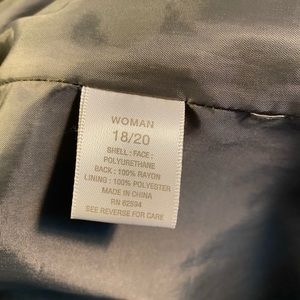 WOMAN
18/20
SHELL : FACE :
POLYURETHANE
BACK : 100% RAYON
LINING : 100% POLYESTER
MADE IN CHINA
RN 62594
SEE REVERSE FOR CARE